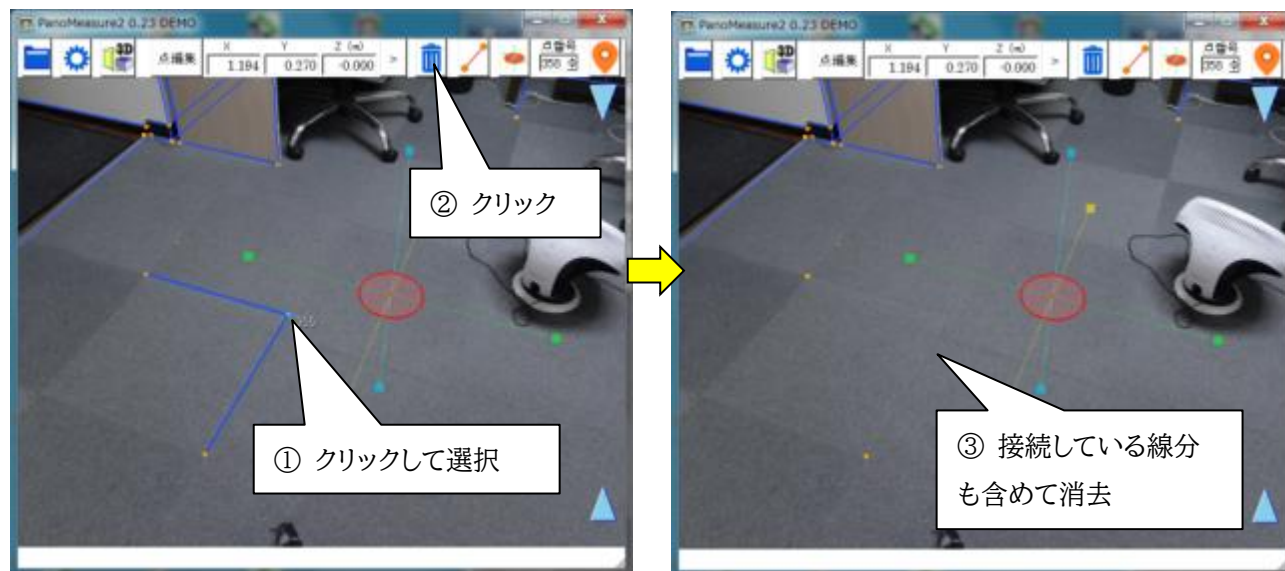 PanoMeasure2 0.23 DEMO
3D
点編集
X Y Z (m)
1.194 0.270 -0.000 >
点番号
358 全
② クリック
① クリックして選択
PanoMeasure2 0.23 DEMO
3D
点編集
X Y Z (m)
1.194 0.270 -0.000 >
点番号
358 全
③ 接続している線分
も含めて消去